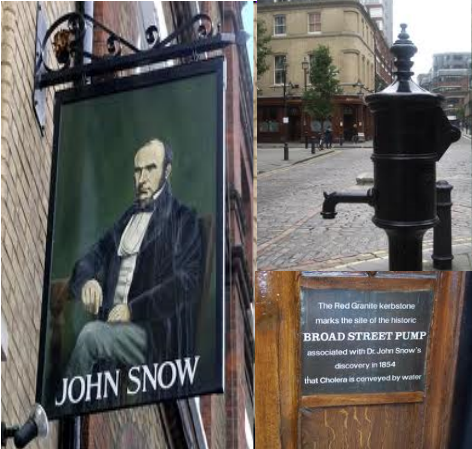 JOHN SNOW
The Red Granite kerbstone
marks the site of the historic
BROAD STREET PUMP
associated with Dr. John Snow's
discovery in 1854
that Cholera is conveyed by water